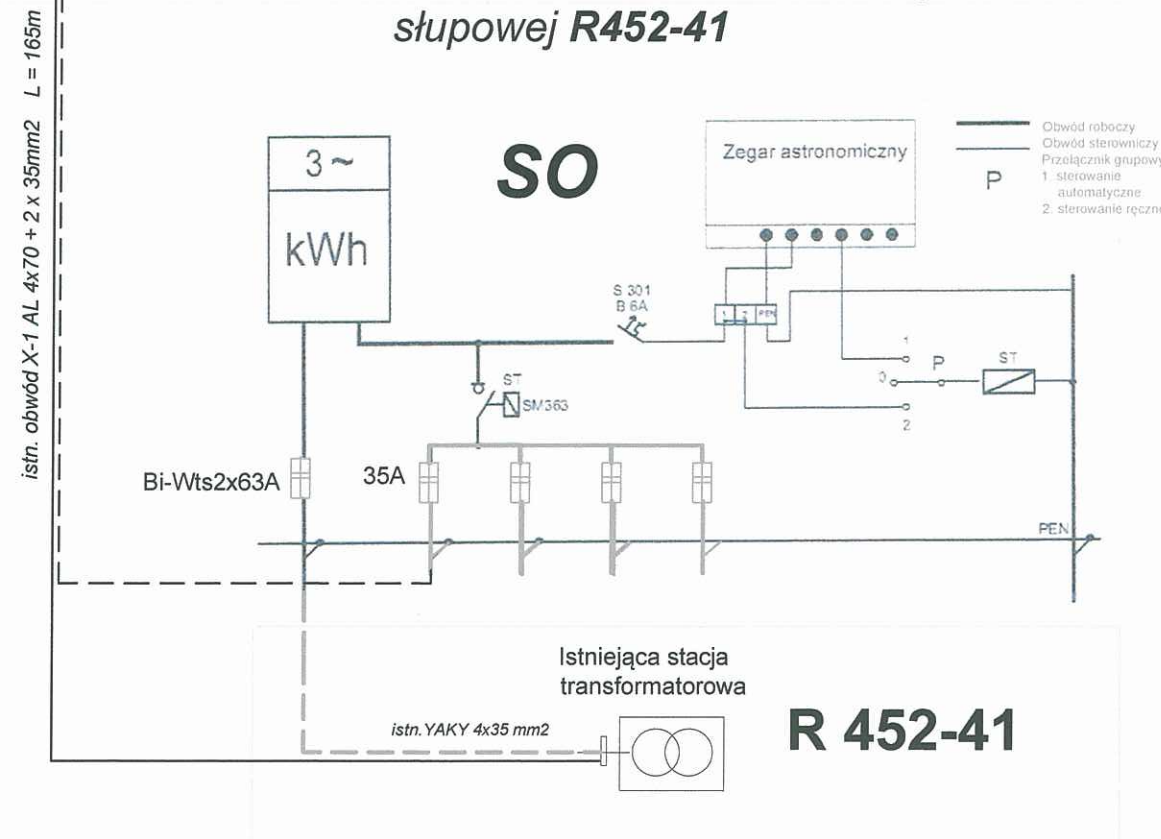 słupowej R452-41
istn. obwód X-1 AL 4x70 + 2 x 35mm2 L = 165m
3 ~
kWh
SO
Zegar astronomiczny
Obwód roboczy
Obwód sterowniczy
Przełącznik grupowy
P
1. sterowanie
automatyczne
2. sterowanie ręczne
S 301
B 6A
1 2 PEN
1
0
P
ST
2
ST
SM363
Bi-Wts2x63A
35A
PEN
Istniejąca stacja
transformatorowa
istn.YAKY 4x35 mm2
R 452-41